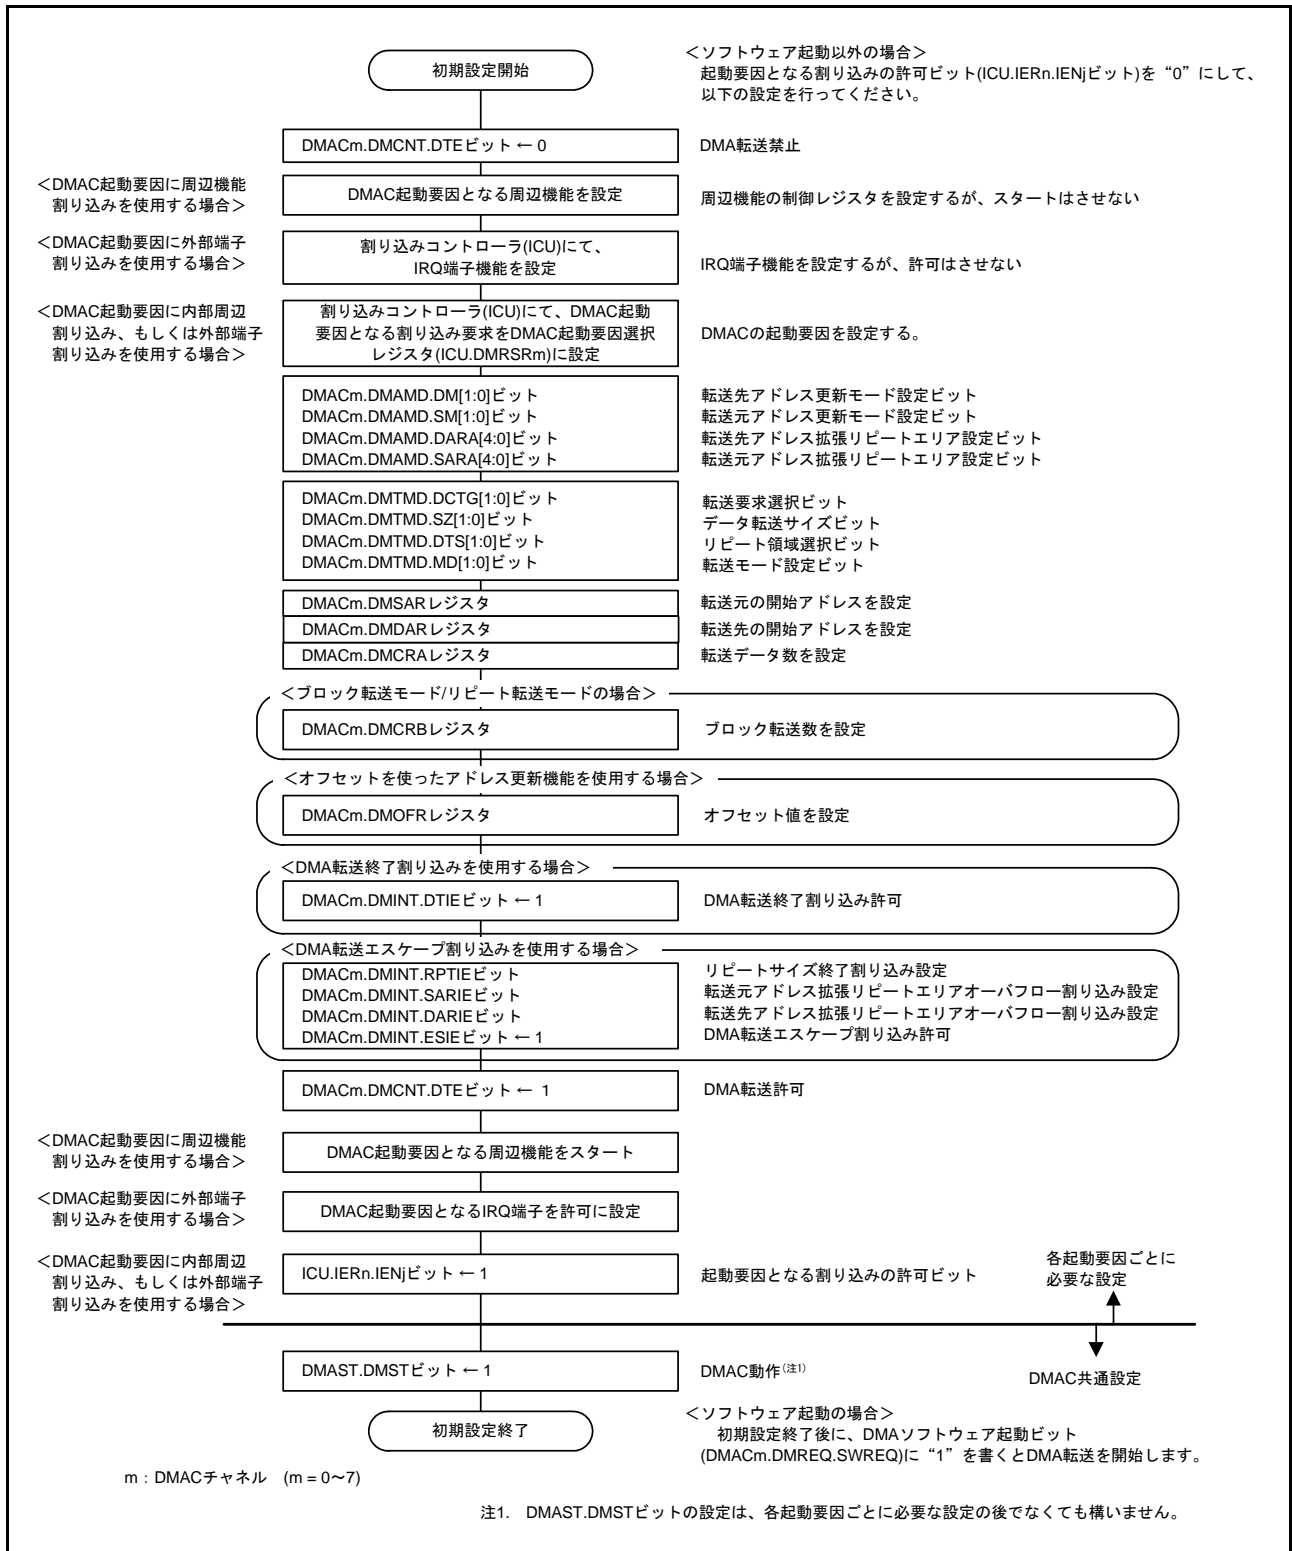 初期設定開始
＜ソフトウェア起動以外の場合＞
起動要因となる割り込みの許可ビット(ICU.IERn.IENjビット)を“0”にして、
以下の設定を行ってください。
DMACm.DMCNT.DTEビット ← 0
DMA転送禁止
＜DMAC起動要因に周辺機能
割り込みを使用する場合＞
DMAC起動要因となる周辺機能を設定
周辺機能の制御レジスタを設定するが、スタートはさせない
＜DMAC起動要因に外部端子
割り込みを使用する場合＞
割り込みコントローラ(ICU)にて、
IRQ端子機能を設定
IRQ端子機能を設定するが、許可はさせない
＜DMAC起動要因に内部周辺
割り込み、もしくは外部端子
割り込みを使用する場合＞
割り込みコントローラ(ICU)にて、DMAC起動
要因となる割り込み要求をDMAC起動要因選択
レジスタ(ICU.DMRSRm)に設定
DMACの起動要因を設定する。
DMACm.DMAMD.DM[1:0]ビット
転送先アドレス更新モード設定ビット
DMACm.DMAMD.SM[1:0]ビット
転送元アドレス更新モード設定ビット
DMACm.DMAMD.DARA[4:0]ビット
転送先アドレス拡張リピートエリア設定ビット
DMACm.DMAMD.SARA[4:0]ビット
転送元アドレス拡張リピートエリア設定ビット
DMACm.DMTMD.DCTG[1:0]ビット
転送要求選択ビット
DMACm.DMTMD.SZ[1:0]ビット
データ転送サイズビット
DMACm.DMTMD.DTS[1:0]ビット
リピート領域選択ビット
DMACm.DMTMD.MD[1:0]ビット
転送モード設定ビット
DMACm.DMSARレジスタ
転送元の開始アドレスを設定
DMACm.DMDARレジスタ
転送先の開始アドレスを設定
DMACm.DMCRAレジスタ
転送データ数を設定
＜ブロック転送モード/リピート転送モードの場合＞
DMACm.DMCRBレジスタ
ブロック転送数を設定
＜オフセットを使ったアドレス更新機能を使用する場合＞
DMACm.DMOFRレジスタ
オフセット値を設定
＜DMA転送終了割り込みを使用する場合＞
DMACm.DMINT.DTIEビット ← 1
DMA転送終了割り込み許可
＜DMA転送エスケープ割り込みを使用する場合＞
DMACm.DMINT.RPTIEビット
リピートサイズ終了割り込み設定
DMACm.DMINT.SARIEビット
転送元アドレス拡張リピートエリアオーバフロー割り込み設定
DMACm.DMINT.DARIEビット
転送先アドレス拡張リピートエリアオーバフロー割り込み設定
DMACm.DMINT.ESIEビット ← 1
DMA転送エスケープ割り込み許可
DMACm.DMCNT.DTEビット ← 1
DMA転送許可
＜DMAC起動要因に周辺機能
割り込みを使用する場合＞
DMAC起動要因となる周辺機能をスタート
＜DMAC起動要因に外部端子
割り込みを使用する場合＞
DMAC起動要因となるIRQ端子を許可に設定
＜DMAC起動要因に内部周辺
割り込み、もしくは外部端子
割り込みを使用する場合＞
ICU.IERn.IENjビット ← 1
起動要因となる割り込みの許可ビット
各起動要因ごとに
必要な設定
DMAST.DMSTビット ← 1
DMAC動作(注1)
DMAC共通設定
初期設定終了
＜ソフトウェア起動の場合＞
初期設定終了後に、DMAソフトウェア起動ビット
(DMACm.DMREQ.SWREQ)に“1”を書くとDMA転送を開始します。
m：DMACチャネル (m = 0～7)
注1. DMAST.DMSTビットの設定は、各起動要因ごとに必要な設定の後でなくても構いません。